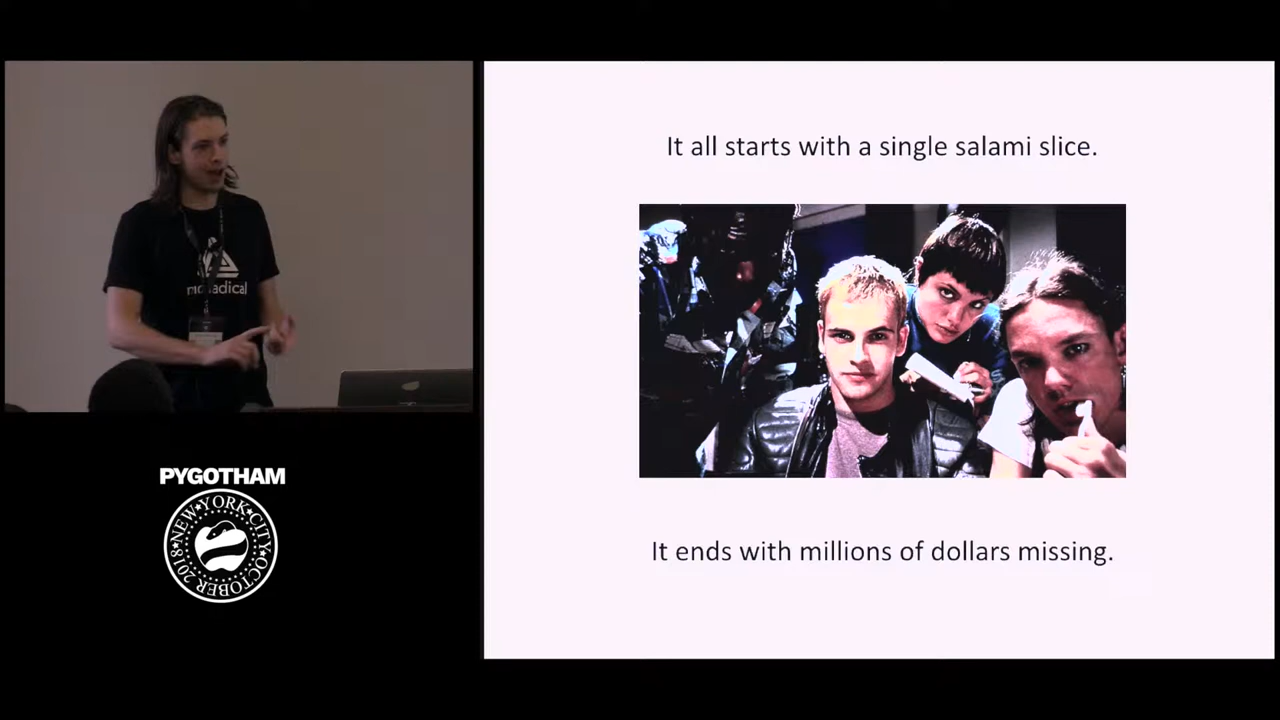 It all starts with a single salami slice.
It ends with millions of dollars missing.
PYGOTHAM
NEW★YORK★CITY★OCTOBER 2018★